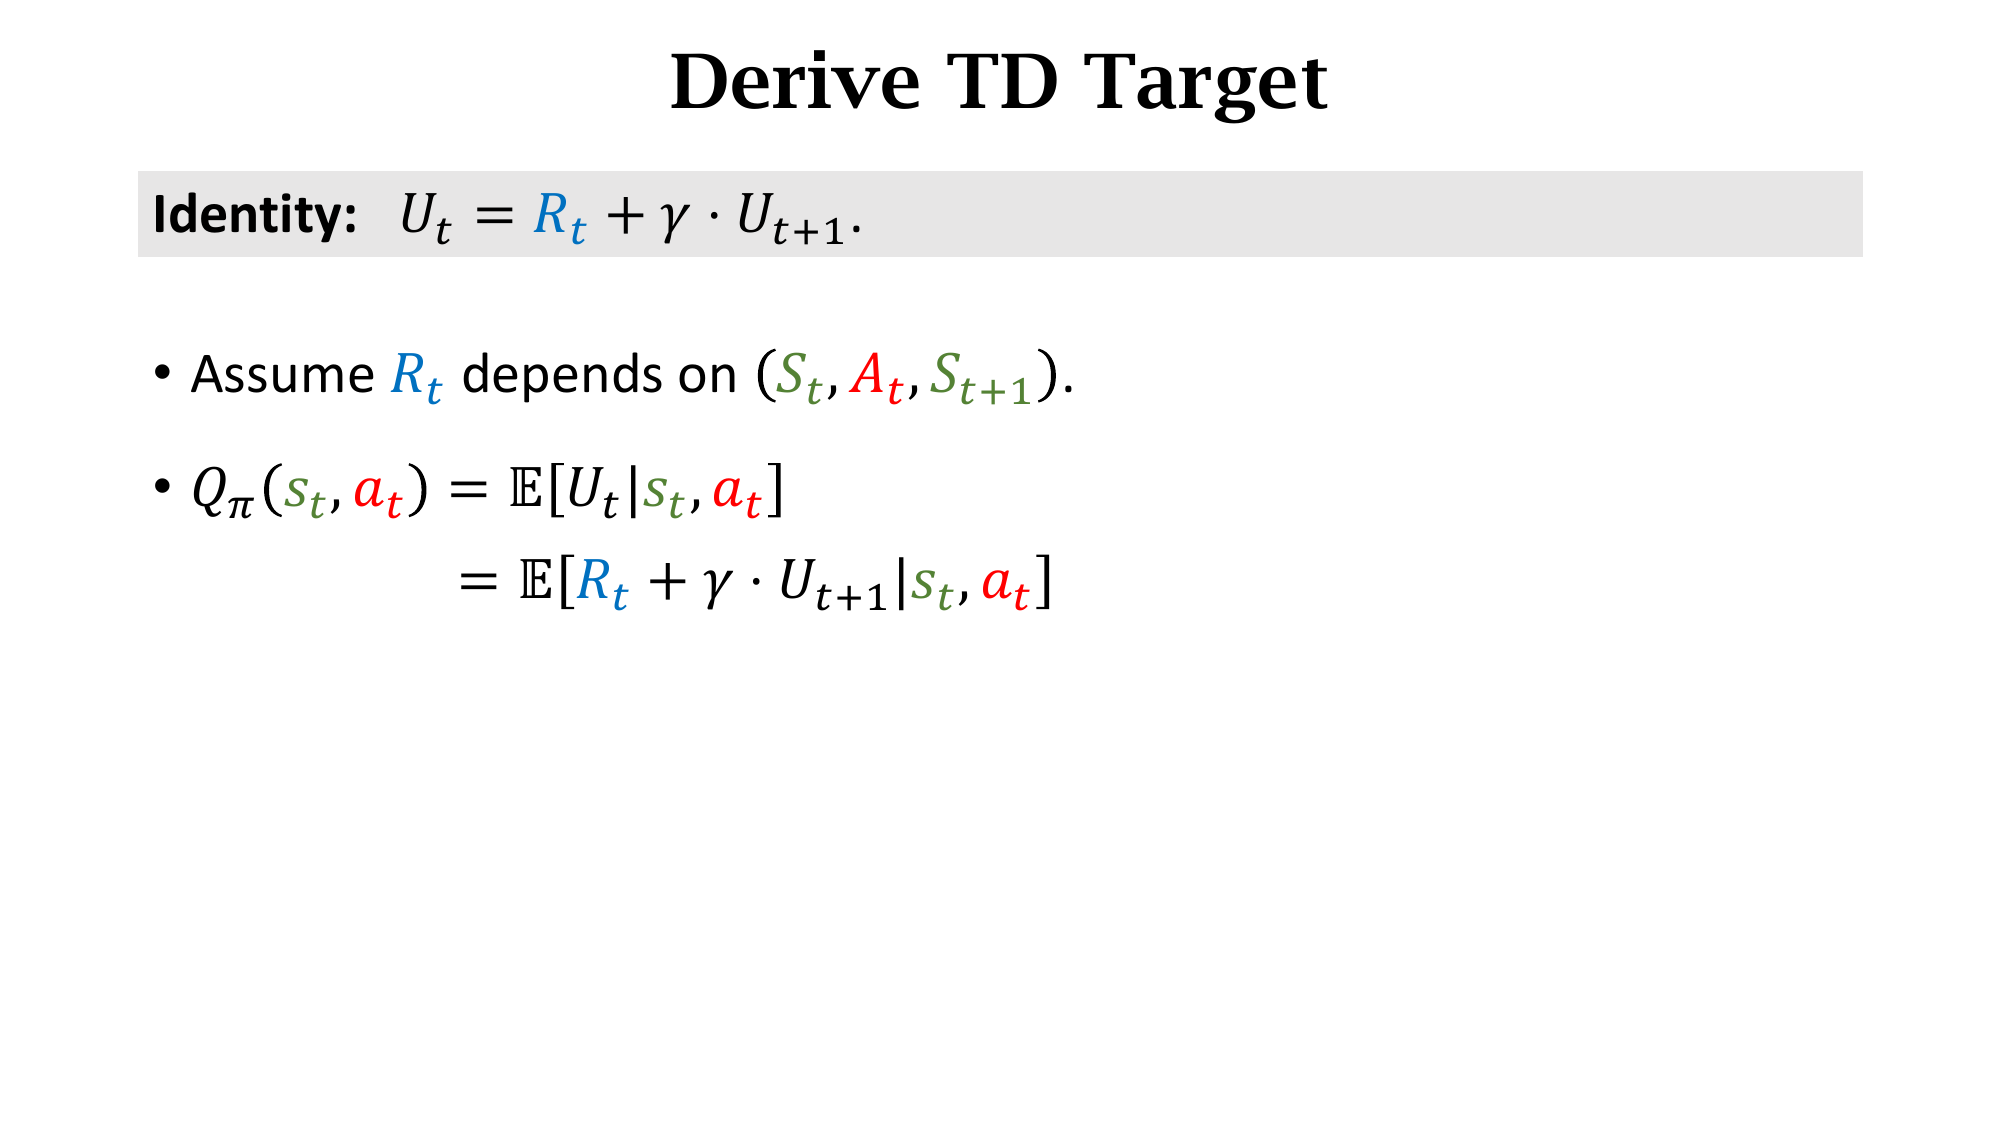 Derive TD Target
Identity: $U_t = R_t + \gamma \cdot U_{t+1}.$
• Assume $R_t$ depends on $(S_t, A_t, S_{t+1})$.
• $Q_\pi(s_t, a_t) = \mathbb{E}[U_t|s_t, a_t]$
$= \mathbb{E}[R_t + \gamma \cdot U_{t+1}|s_t, a_t]$